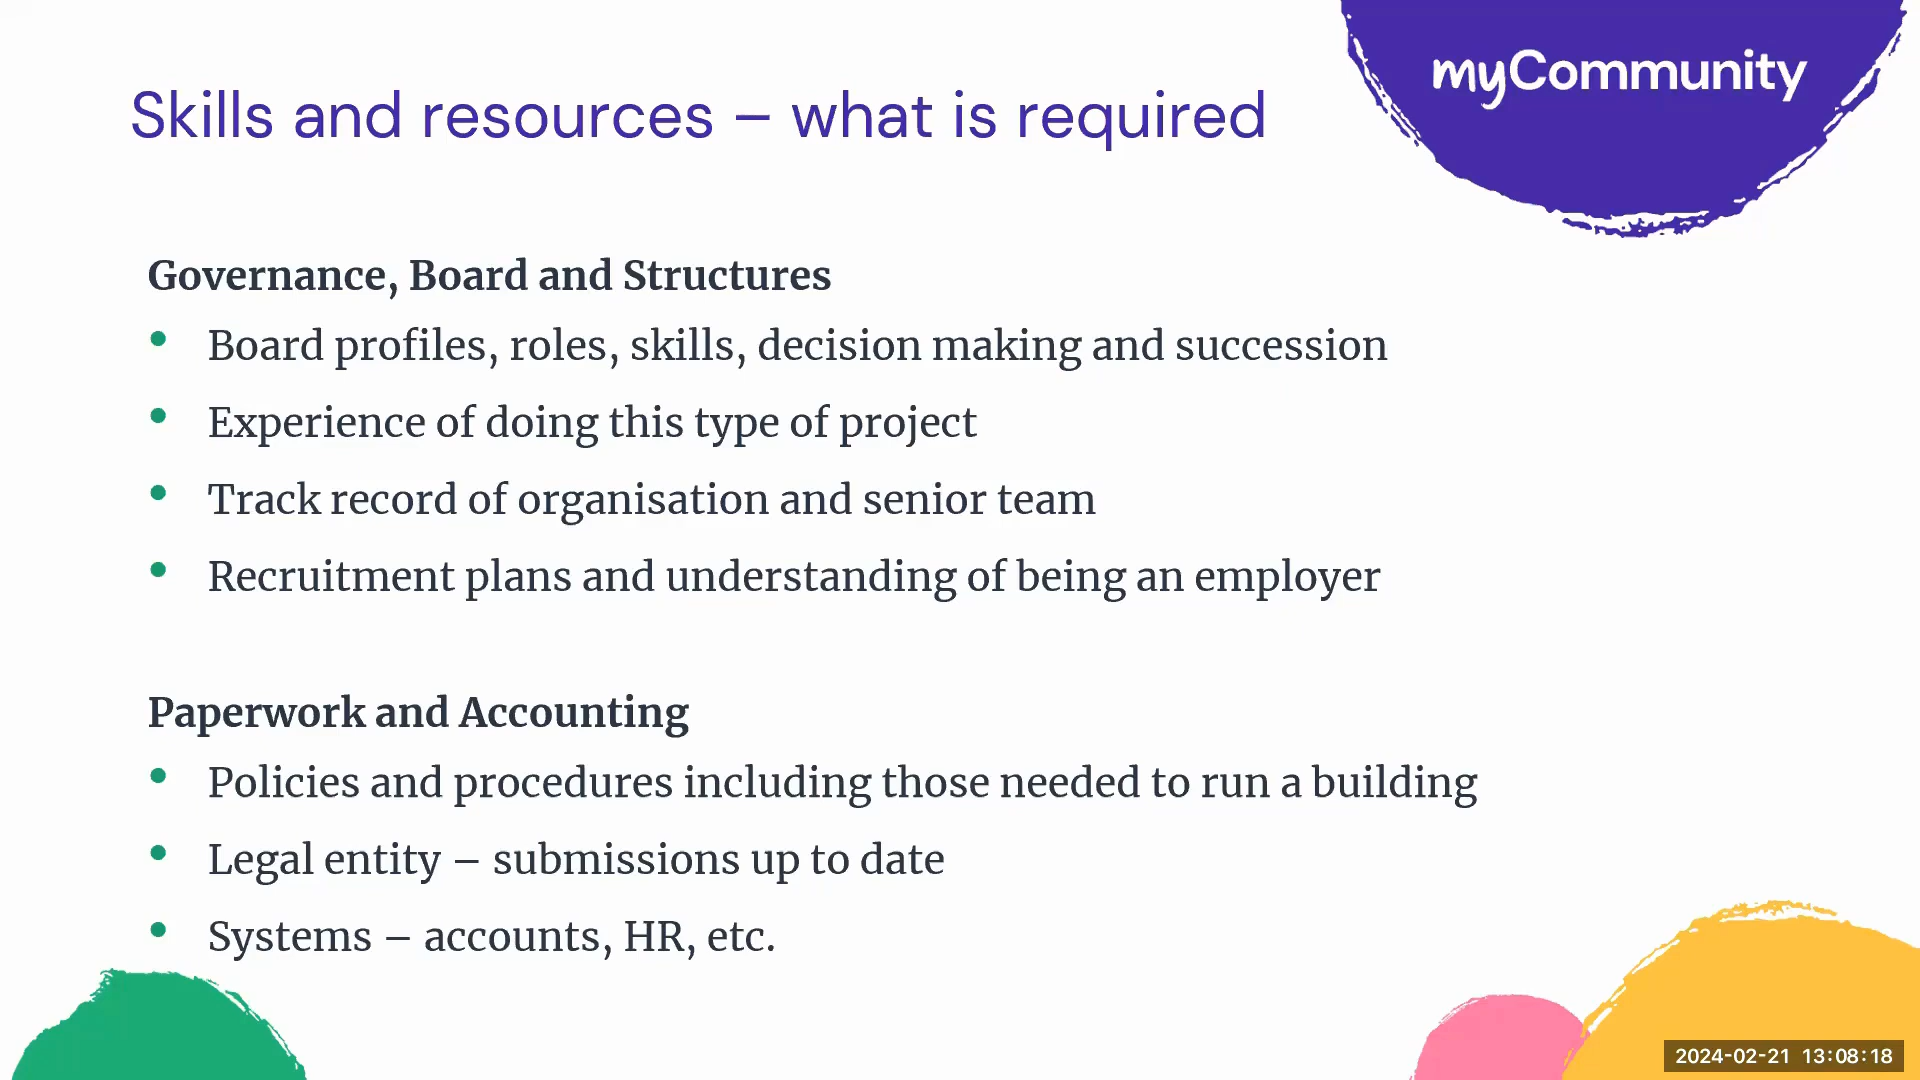 myCommunity
Skills and resources – what is required
Governance, Board and Structures
• Board profiles, roles, skills, decision making and succession
• Experience of doing this type of project
• Track record of organisation and senior team
• Recruitment plans and understanding of being an employer
Paperwork and Accounting
• Policies and procedures including those needed to run a building
• Legal entity – submissions up to date
• Systems – accounts, HR, etc.
2024-02-21 13:08:18